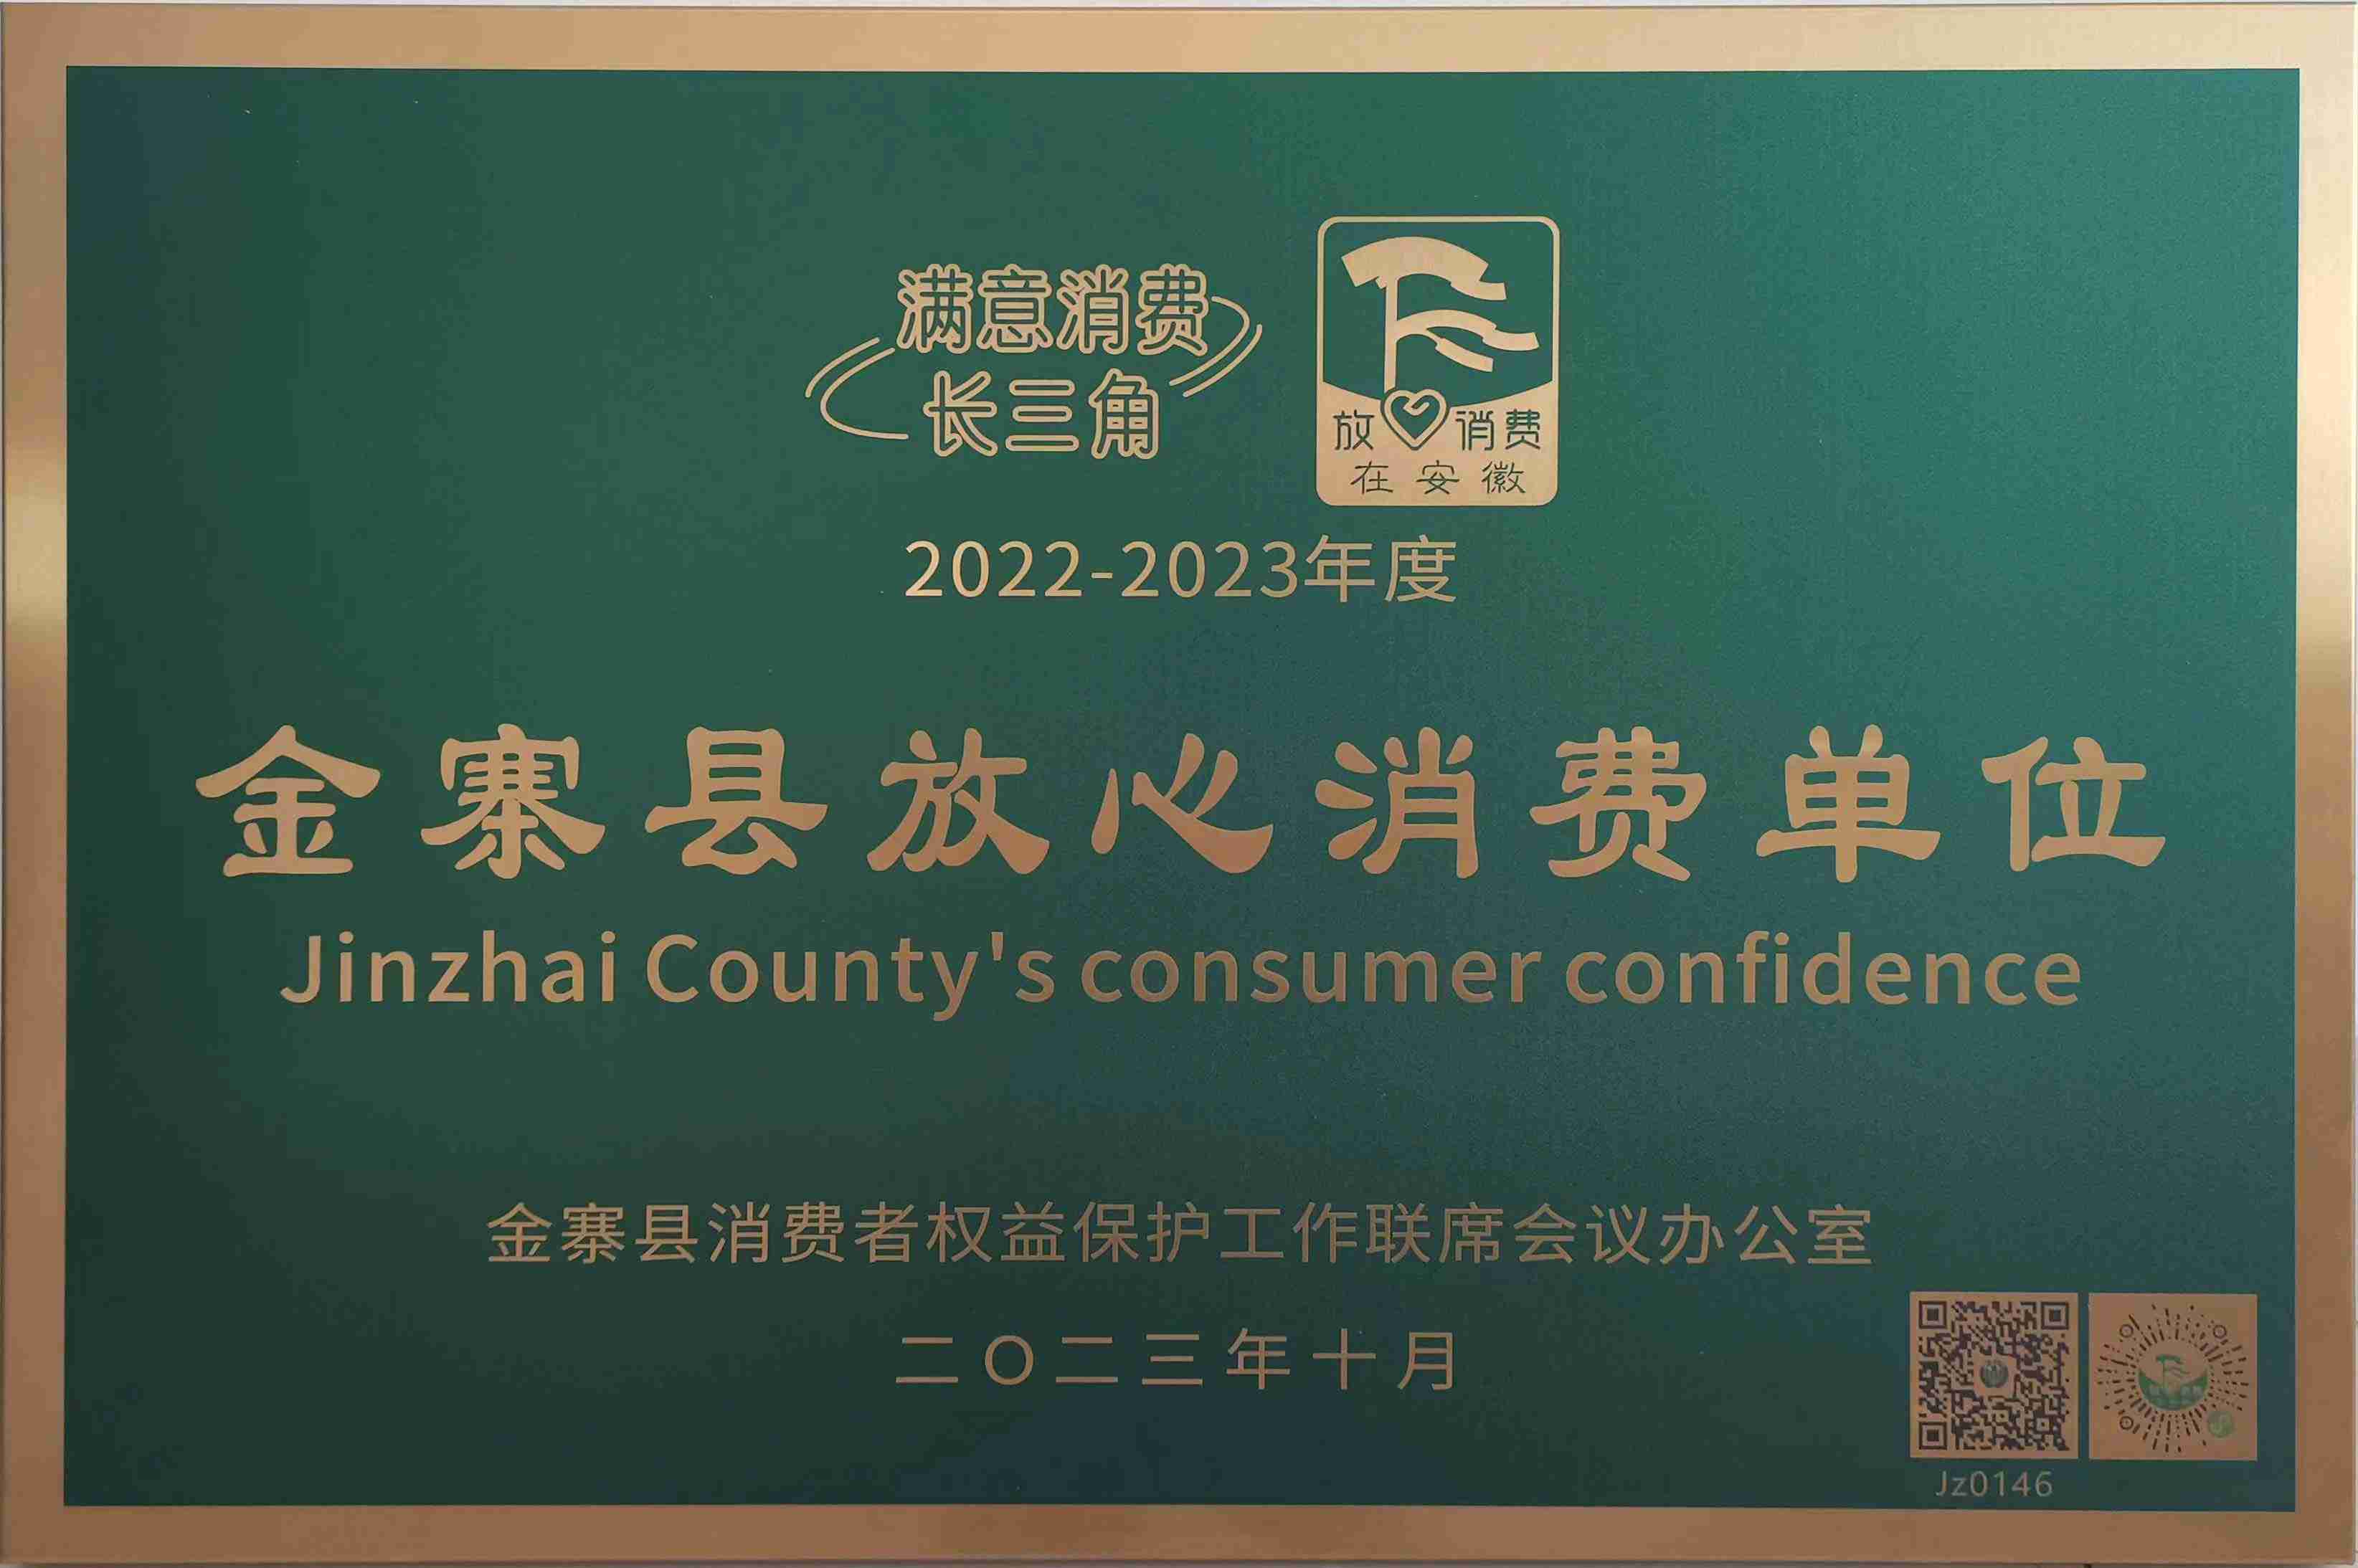 满意消费
长三角
放心消费
在安徽
2022-2023年度
金寨县放心消费单位
Jinzhai County's consumer confidence
金寨县消费者权益保护工作联席会议办公室
二〇二三年十月
Jz0146